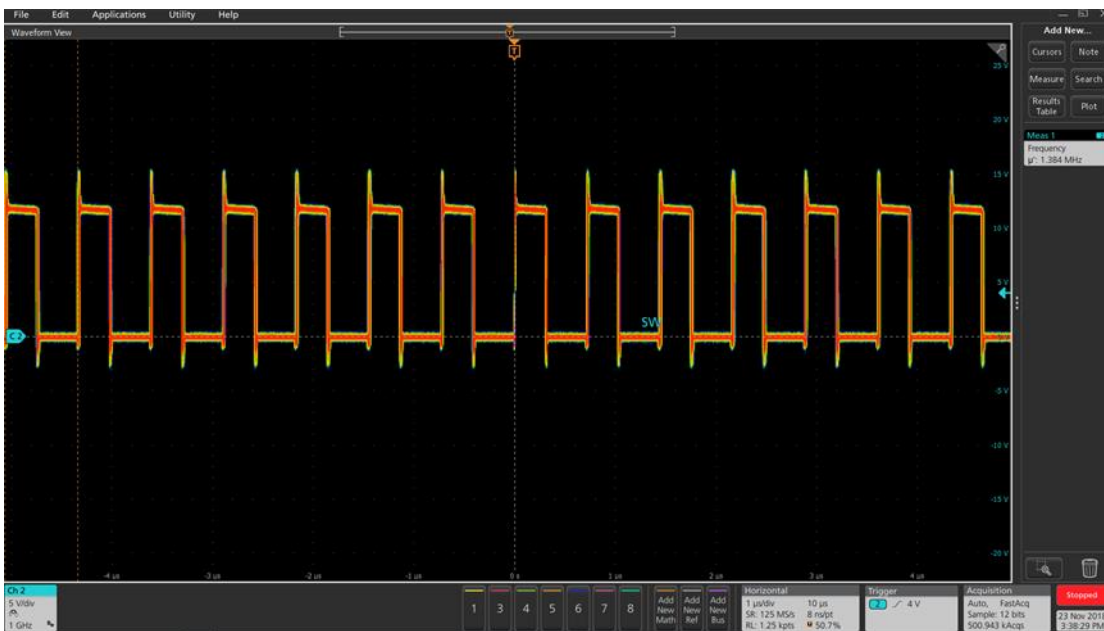 File Edit Applications Utility Help
Waveform View
Add New...
Cursors Note
Measure Search
Results Table Plot
Meas 1
Frequency
µ': 1.384 MHz
T
T
25 V
20 V
15 V
10 V
5 V
-5 V
-10 V
-15 V
-20 V
C 2
SW
-4 µs -3 µs -2 µs -1 µs 0 s 1 µs 2 µs 3 µs 4 µs
Ch 2
5 V/div
1 GHz
1 3 4 5 6 7 8
Add New Math
Add New Ref
Add New Bus
Horizontal
1 µs/div 10 µs
SR: 125 MS/s 8 ns/pt
RL: 1.25 kpts 50.7%
Trigger
2 4 V
Acquisition
Auto, FastAcq
Sample: 12 bits
500.943 kAcqs
Stopped
3:38:29 PM